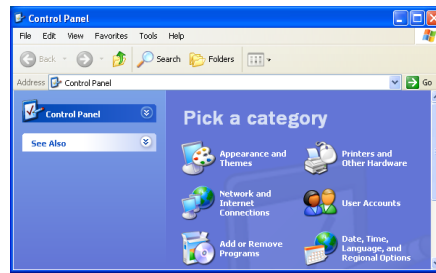 Control Panel
File Edit View Favorites Tools Help
Back Search Folders
Address Control Panel Go
Control Panel
See Also
Pick a category
Appearance and
Themes
Printers and
Other Hardware
Network and
Internet
Connections
User Accounts
Add or Remove
Programs
Date, Time,
Language, and
Regional Options